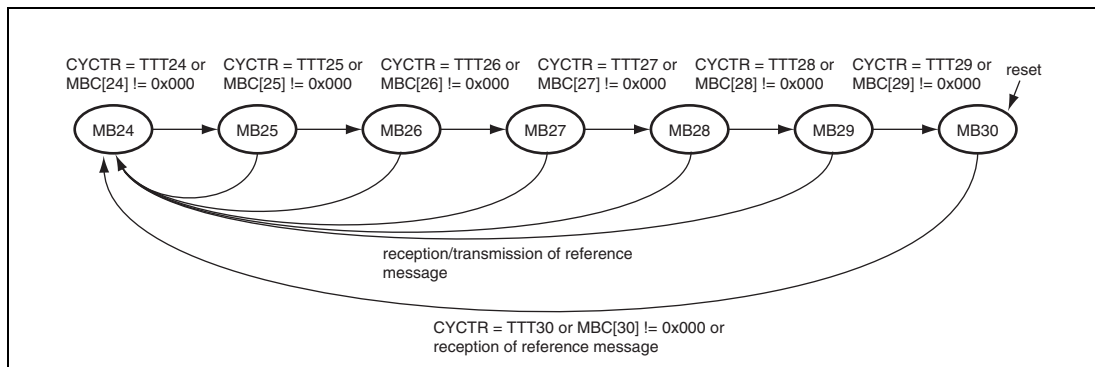 CYCTR = TTT24 or
MBC[24] != 0x000
CYCTR = TTT25 or
MBC[25] != 0x000
CYCTR = TTT26 or
MBC[26] != 0x000
CYCTR = TTT27 or
MBC[27] != 0x000
CYCTR = TTT28 or
MBC[28] != 0x000
CYCTR = TTT29 or
MBC[29] != 0x000
reset
MB24
MB25
MB26
MB27
MB28
MB29
MB30
reception/transmission of reference
message
CYCTR = TTT30 or MBC[30] != 0x000 or
reception of reference message